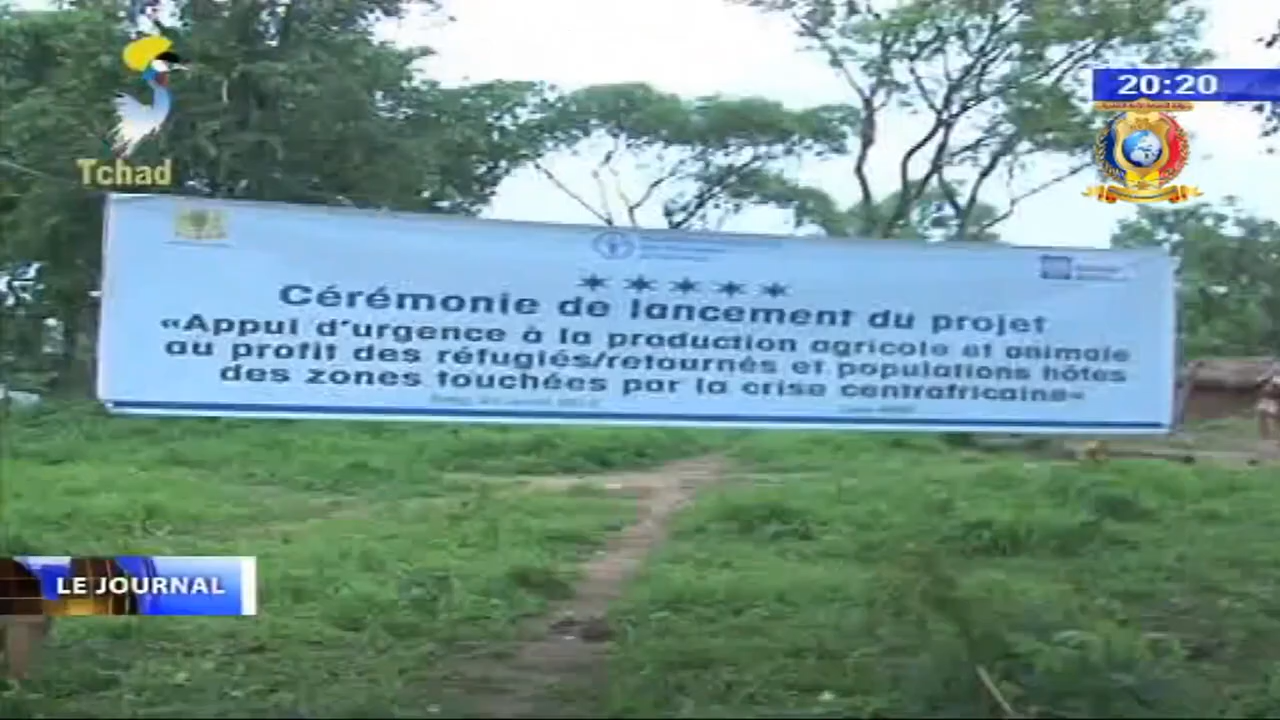 20:20
Tchad
Cérémonie de lancement du projet
«Appui d'urgence à la production agricole et animale
au profit des réfugiés/retournés et populations hôtes
des zones touchées par la crise centrafricaine«
LE JOURNAL